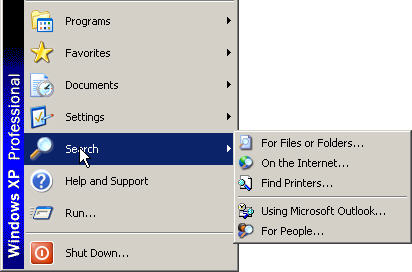 Windows XP Professional
Programs
Favorites
Documents
Settings
Search
Help and Support
Run...
Shut Down...
For Files or Folders...
On the Internet...
Find Printers...
Using Microsoft Outlook...
For People...